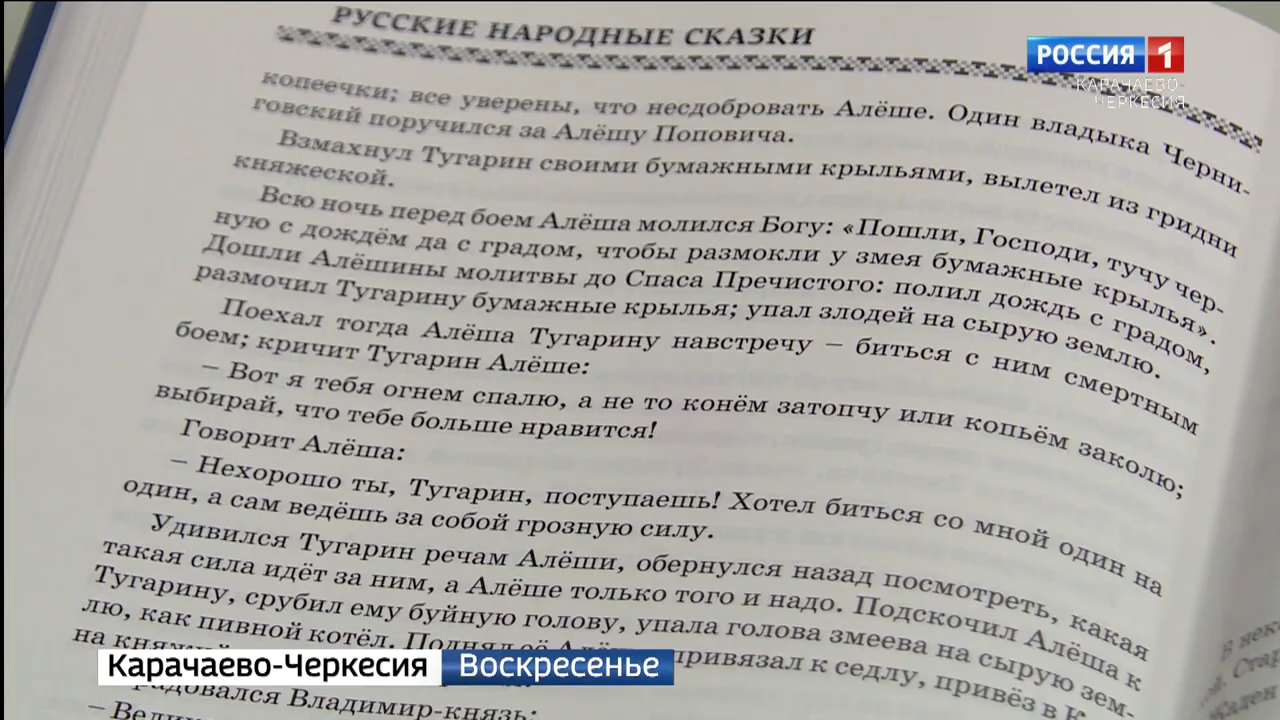 РУССКИЕ НАРОДНЫЕ СКАЗКИ
РОССИЯ 1
КАРАЧАЕВО-
ЧЕРКЕСИЯ
копеечки; все уверены, что несдобровать Алёше. Один владыка Черни-
говский поручился за Алёшу Поповича.
Взмахнул Тугарин своими бумажными крыльями, вылетел из гридни
княжеской.
Всю ночь перед боем Алёша молился Богу: «Пошли, Господи, тучу чер-
ную с дождём да с градом, чтобы размокли у змея бумажные крылья».
Дошли Алёшины молитвы до Спаса Пречистого: полил дождь с градом,
размочил Тугарину бумажные крылья; упал злодей на сырую землю.
Поехал тогда Алёша Тугарину навстречу – биться с ним смертным
боем; кричит Тугарин Алёше:
– Вот я тебя огнем спалю, а не то конём затопчу или копьём заколю;
выбирай, что тебе больше нравится!
Говорит Алёша:
– Нехорошо ты, Тугарин, поступаешь! Хотел биться со мной один на
один, а сам ведёшь за собой грозную силу.
Удивился Тугарин речам Алёши, обернулся назад посмотреть, какая
такая сила идёт за ним, а Алёше только того и надо. Подскочил Алёша к
Тугарину, срубил ему буйную голову, упала голова змеева на сырую зем-
лю, как пивной котёл. Поднял её привязал к седлу, привёз в
на
Владимир-князь:
В нек
Стар
Карачаево-Черкесия Воскресенье